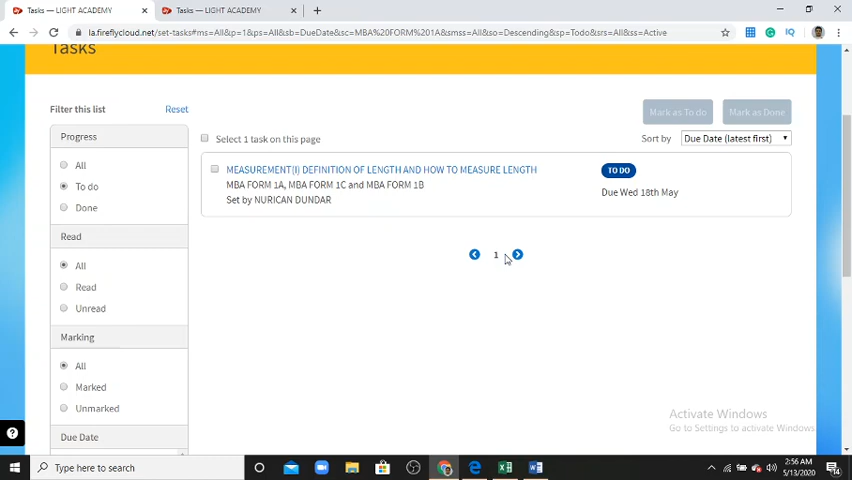 Tasks — LIGHT ACADEMY
Tasks — LIGHT ACADEMY
la.fireflycloud.net/set-tasks#ms=All&p=1&ps=All&sb=DueDate&sc=MBA%20FORM%201A&smss=All&so=Descending&sp=Todo&srs=All&ss=Active
Tasks
Filter this list
Reset
Mark as To do
Mark as Done
Progress
Select 1 task on this page
Sort by
Due Date (latest first)
All
MEASUREMENT(I) DEFINITION OF LENGTH AND HOW TO MEASURE LENGTH
TO DO
To do
MBA FORM 1A, MBA FORM 1C and MBA FORM 1B
Due Wed 18th May
Done
Set by NURICAN DUNDAR
Read
1
All
Read
Unread
Marking
All
Marked
Unmarked
Due Date
Activate Windows
Go to Settings to activate Windows.
Type here to search
2:56 AM
5/13/2020
14